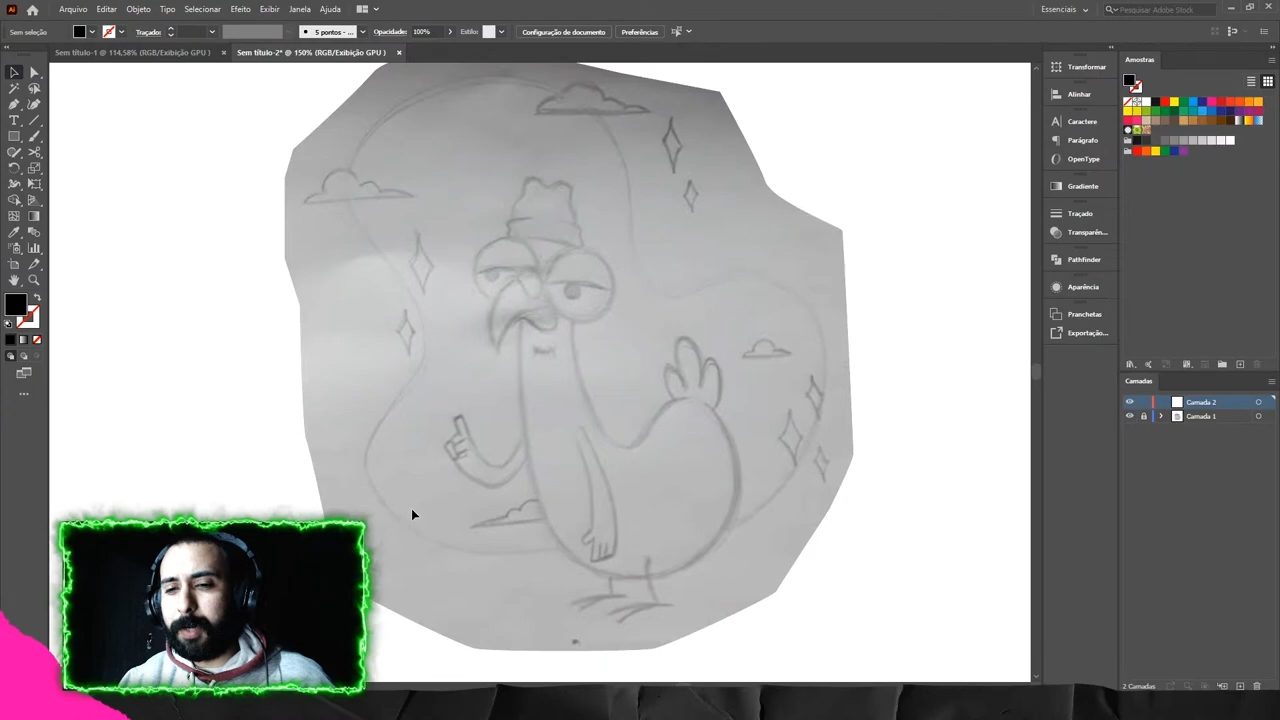 Ai Arquivo Editar Objeto Tipo Selecionar Efeito Exibir Janela Ajuda Essenciais Pesquisar Adobe Stock
Sem seleção Traçado: 5 pontos - ... Opacidade: 100% Estilo: Configuração de documento Preferências
Sem título-1 @ 114,58% (RGB/Exibição GPU ) × Sem título-2* @ 150% (RGB/Exibição GPU ) ×
Amostras
Transformar
Alinhar
Caractere
Parágrafo
OpenType
Gradiente
Traçado
Transparên...
Pathfinder
Aparência
Pranchetas
Exportação...
Camadas
Camada 2
Camada 1
2 Camadas